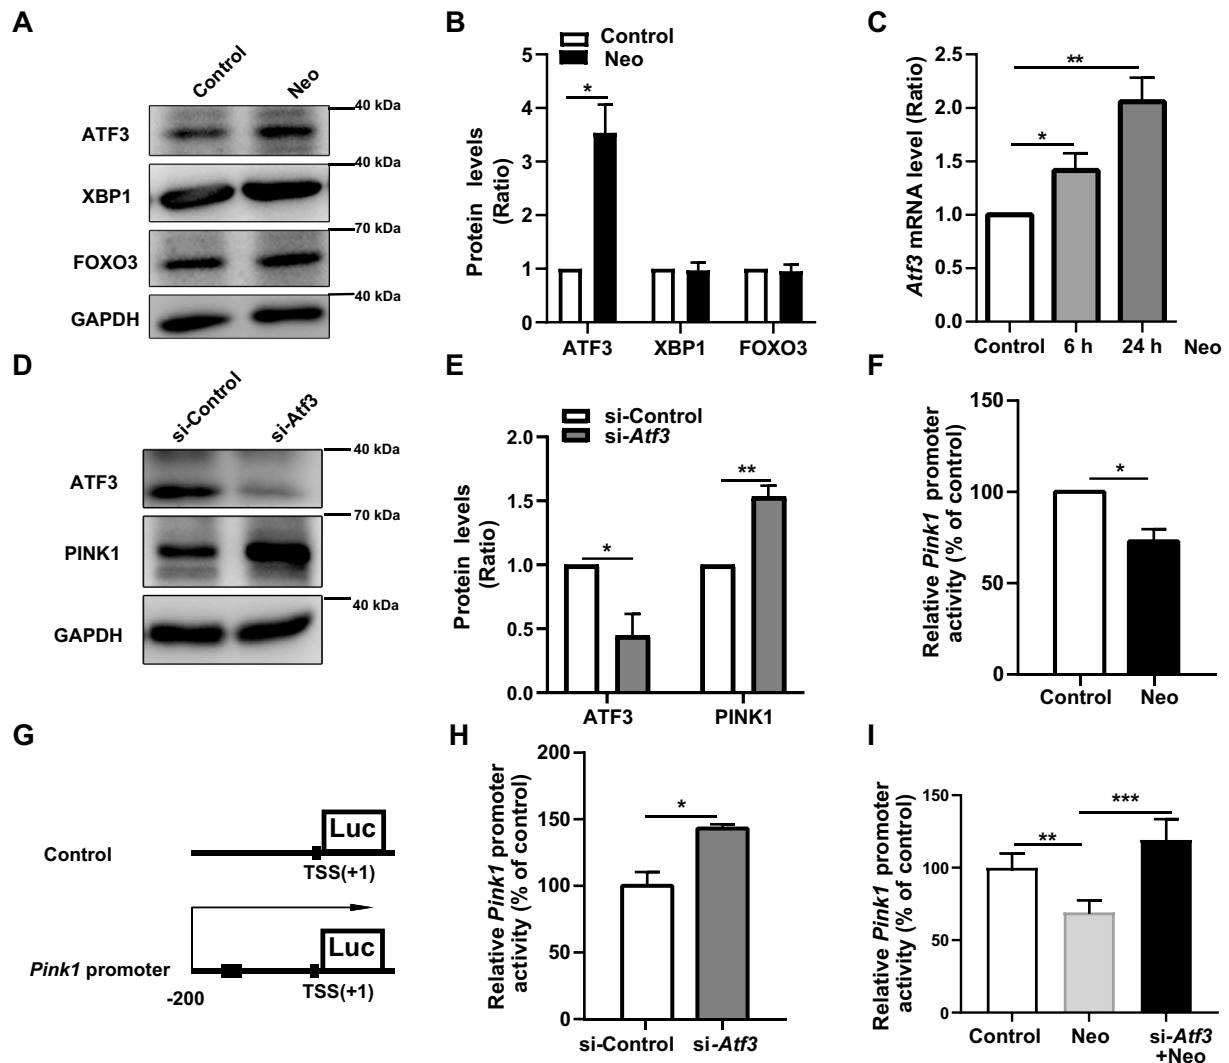 A
Control
Neo
40 kDa
ATF3
40 kDa
XBP1
70 kDa
FOXO3
40 kDa
GAPDH
B
Control
Neo
Protein levels
(Ratio)
5
4
3
2
1
0
*
ATF3 XBP1 FOXO3
C
Atf3 mRNA level (Ratio)
2.5
2.0
1.5
1.0
0.5
0.0
**
*
Control 6 h 24 h Neo
D
si-Control
si-Atf3
40 kDa
ATF3
70 kDa
PINK1
40 kDa
GAPDH
E
si-Control
si-Atf3
Protein levels
(Ratio)
2.0
1.5
1.0
0.5
0.0
*
**
ATF3 PINK1
F
Relative Pink1 promoter
activity (% of control)
150
100
50
0
*
Control Neo
G
Control
Luc
TSS(+1)
Pink1 promoter
Luc
-200
TSS(+1)
H
Relative Pink1 promoter
activity (% of control)
200
150
100
50
0
*
si-Control si-Atf3
I
Relative Pink1 promoter
activity (% of control)
150
100
50
0
**
***
Control Neo si-Atf3
+Neo